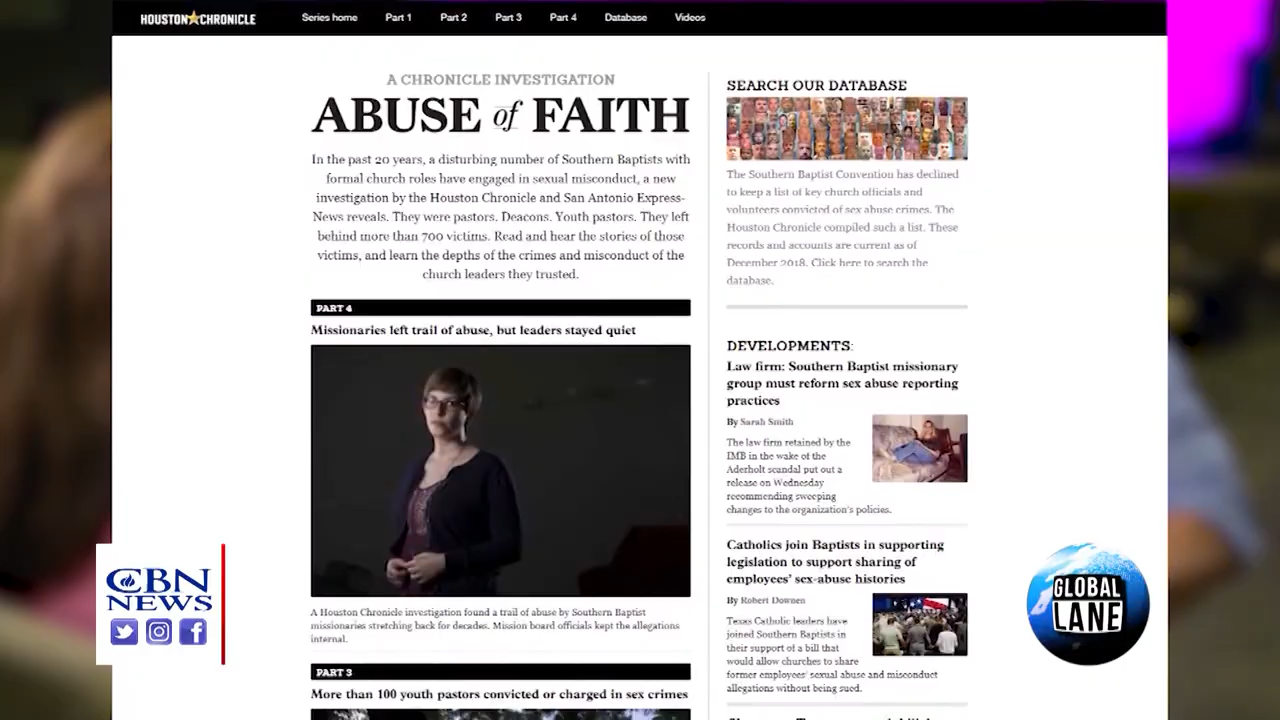 HOUSTON CHRONICLE
Series home Part 1 Part 2 Part 3 Part 4 Database Videos
A CHRONICLE INVESTIGATION
ABUSE of FAITH
In the past 20 years, a disturbing number of Southern Baptists with
formal church roles have engaged in sexual misconduct, a new
investigation by the Houston Chronicle and San Antonio Express-
News reveals. They were pastors. Deacons. Youth pastors. They left
behind more than 700 victims. Read and hear the stories of those
victims, and learn the depths of the crimes and misconduct of the
church leaders they trusted.
PART 4
Missionaries left trail of abuse, but leaders stayed quiet
A Houston Chronicle investigation found a trail of abuse by Southern Baptist
missionaries stretching back for decades. Mission board officials kept the allegations
internal.
PART 3
More than 100 youth pastors convicted or charged in sex crimes
SEARCH OUR DATABASE
The Southern Baptist Convention has declined
to keep a list of key church officials and
volunteers convicted of sex abuse crimes. The
Houston Chronicle compiled such a list. These
records and accounts are current as of
December 2018. Click here to search the
database.
DEVELOPMENTS:
Law firm: Southern Baptist missionary
group must reform sex abuse reporting
practices
By Sarah Smith
The law firm retained by the
IMB in the wake of the
Aderholt scandal put out a
release on Wednesday
recommending sweeping
changes to the organization's policies.
Catholics join Baptists in supporting
legislation to support sharing of
employees' sex-abuse histories
By Robert Downen
Texas Catholic leaders have
joined Southern Baptists in
their support of a bill that
would allow churches to share
former employees' sexual abuse and misconduct
allegations without being sued.
CBN
NEWS
GLOBAL
LANE